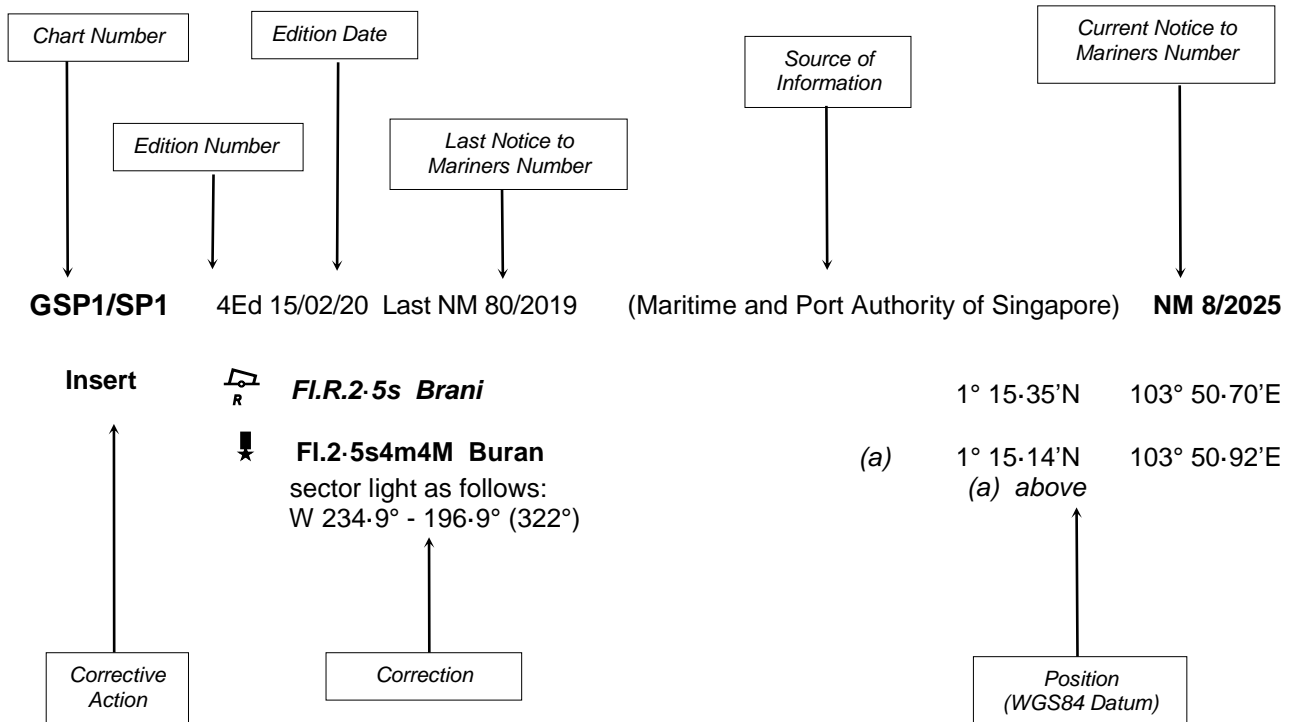 Chart Number
Edition Date
Source of
Information
Current Notice to
Mariners Number
Edition Number
Last Notice to
Mariners Number
GSP1/SP1 4Ed 15/02/20 Last NM 80/2019 (Maritime and Port Authority of Singapore) NM 8/2025
Insert R Fl.R.2·5s Brani 1° 15·35’N 103° 50·70’E
Fl.2·5s4m4M Buran (a) 1° 15·14’N 103° 50·92’E
sector light as follows: (a) above
W 234·9° - 196·9° (322°)
Corrective
Action
Correction
Position
(WGS84 Datum)